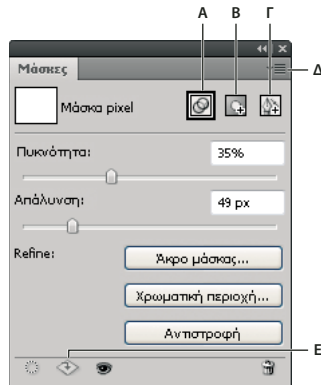 Α Β Γ
Μάσκες
Δ
Μάσκα pixel
Πυκνότητα: 35%
Απάλυνση: 49 px
Refine: Άκρο μάσκας...
Χρωματική περιοχή...
Αντιστροφή
Ε